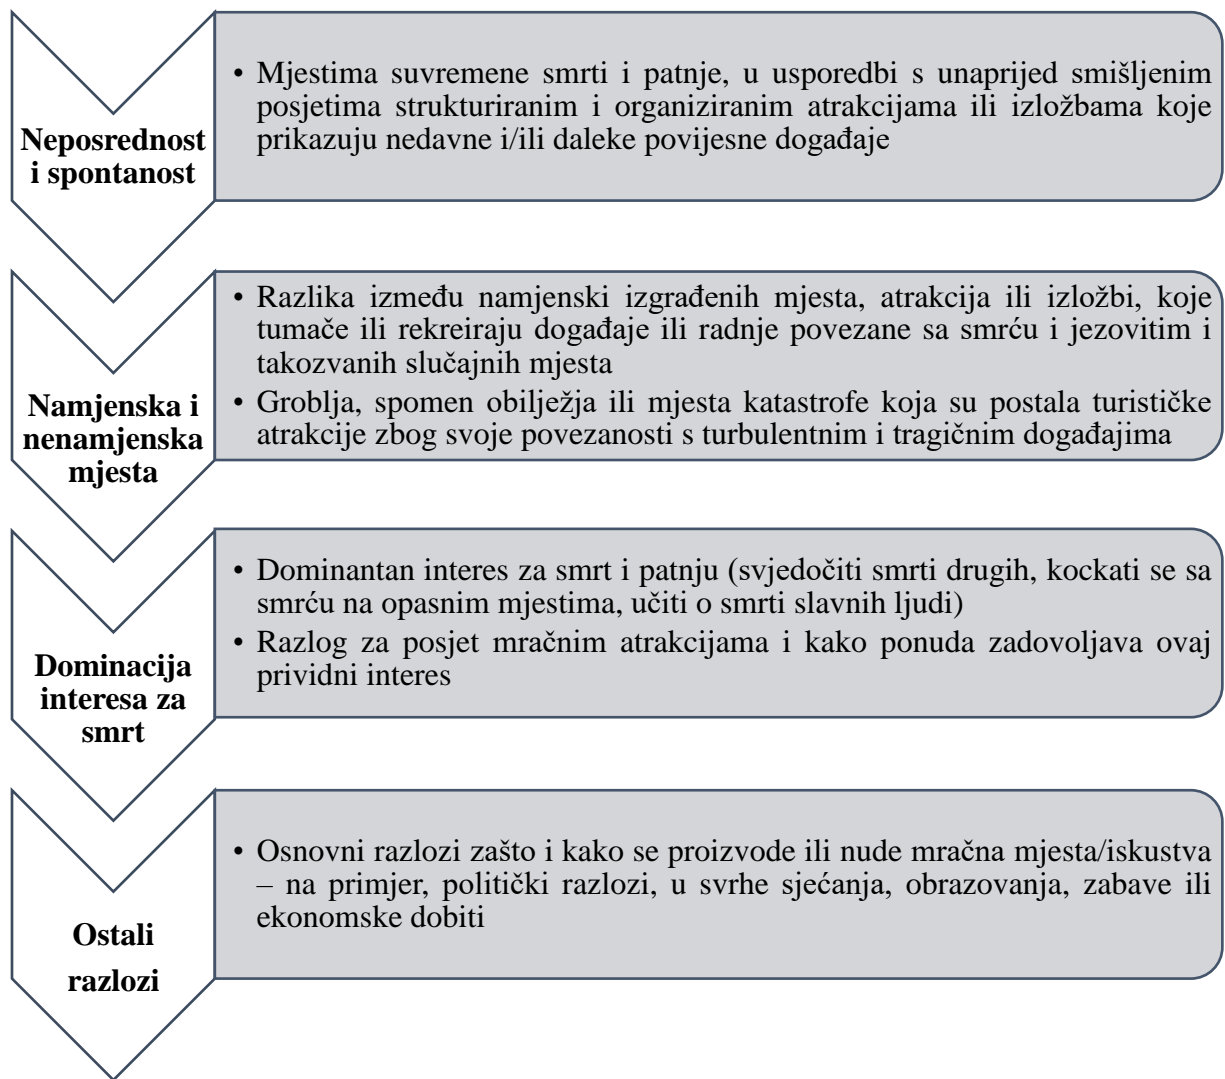 Neposrednost
i spontanost
• Mjestima suvremene smrti i patnje, u usporedbi s unaprijed smišljenim
posjetima strukturiranim i organiziranim atrakcijama ili izložbama koje
prikazuju nedavne i/ili daleke povijesne događaje
Namjenska i
nenamjenska
mjesta
• Razlika između namjenski izgrađenih mjesta, atrakcija ili izložbi, koje
tumače ili rekreiraju događaje ili radnje povezane sa smrću i jezovitim i
takozvanih slučajnih mjesta
• Groblja, spomen obilježja ili mjesta katastrofe koja su postala turističke
atrakcije zbog svoje povezanosti s turbulentnim i tragičnim događajima
Dominacija
interesa za
smrt
• Dominantan interes za smrt i patnju (svjedočiti smrti drugih, kockati se sa
smrću na opasnim mjestima, učiti o smrti slavnih ljudi)
• Razlog za posjet mračnim atrakcijama i kako ponuda zadovoljava ovaj
prividni interes
Ostali
razlozi
• Osnovni razlozi zašto i kako se proizvode ili nude mračna mjesta/iskustva
– na primjer, politički razlozi, u svrhe sjećanja, obrazovanja, zabave ili
ekonomske dobiti